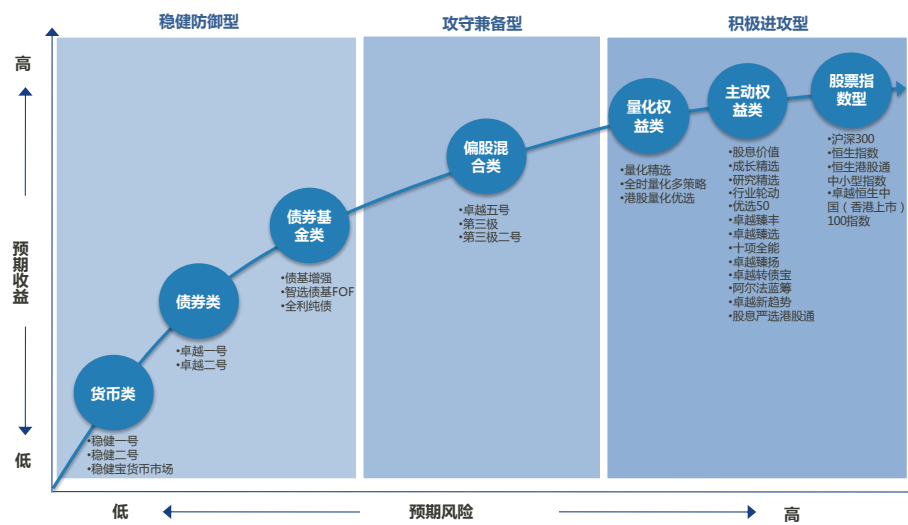 稳健防御型
攻守兼备型
积极进攻型
高
预期收益
低
货币类
•稳健一号
•稳健二号
•稳健宝货币市场
债券类
•卓越一号
•卓越二号
债券基
金类
•债基增强
•智选债基FOF
•全利纯债
偏股混
合类
•卓越五号
•第三极
•第三极二号
量化权
益类
•量化精选
•全时量化多策略
•港股量化优选
主动权
益类
•股息价值
•成长精选
•研究精选
•行业轮动
•优选50
•卓越臻丰
•卓越臻选
•十项全能
•卓越臻扬
•卓越转债宝
•阿尔法蓝筹
•卓越新趋势
•股息严选港股通
股票指
数型
•沪深300
•恒生指数
•恒生港股通
中小型指数
•卓越恒生中
国（香港上市）
100指数
低
预期风险
高